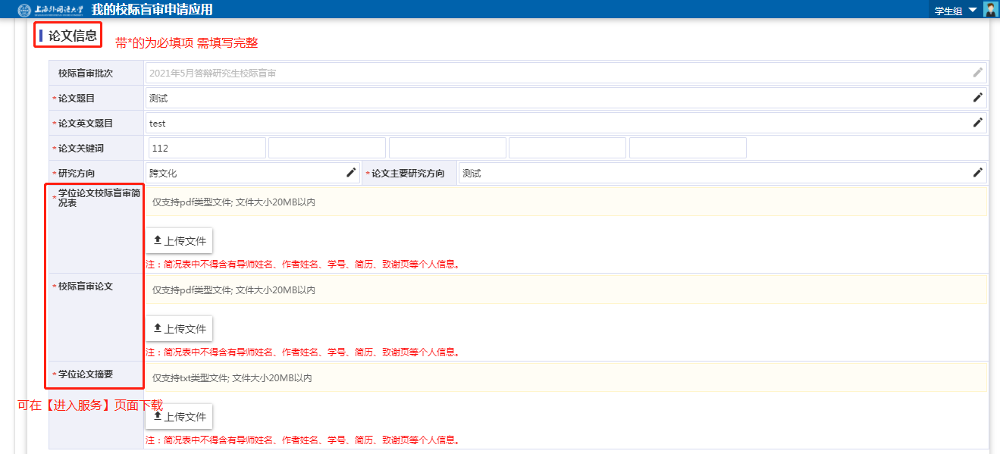 上海外国语大学 我的校际盲审申请应用 学生组
论文信息 带*的为必填项 需填写完整
校际盲审批次 2021年5月答辩研究生校际盲审
*论文题目 测试
*论文英文题目 test
*论文关键词 112
*研究方向 跨文化 *论文主要研究方向 测试
*学位论文校际盲审简
况表
仅支持pdf类型文件; 文件大小20MB以内
上传文件
注：简况表中不得含有导师姓名、作者姓名、学号、简历、致谢页等个人信息。
*校际盲审论文 仅支持pdf类型文件; 文件大小20MB以内
上传文件
注：简况表中不得含有导师姓名、作者姓名、学号、简历、致谢页等个人信息。
*学位论文摘要 仅支持txt类型文件; 文件大小20MB以内
可在【进入服务】页面下载
上传文件
注：简况表中不得含有导师姓名、作者姓名、学号、简历、致谢页等个人信息。